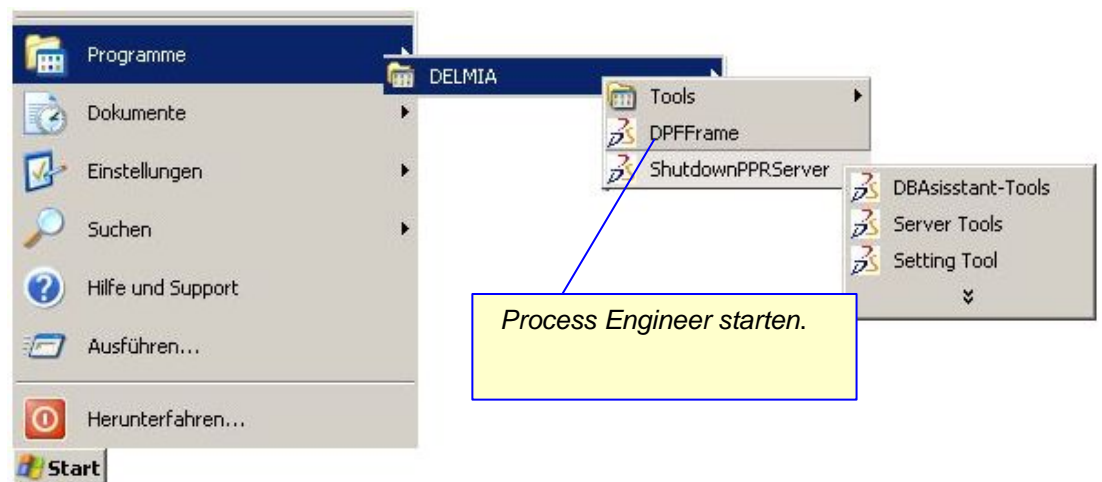 Programme
DELMIA
Tools
Dokumente
DPFFrame
Einstellungen
ShutdownPPRServer
DBAsisstant-Tools
Suchen
Server Tools
Setting Tool
Hilfe und Support
Process Engineer starten.
Ausführen...
Herunterfahren...
Start